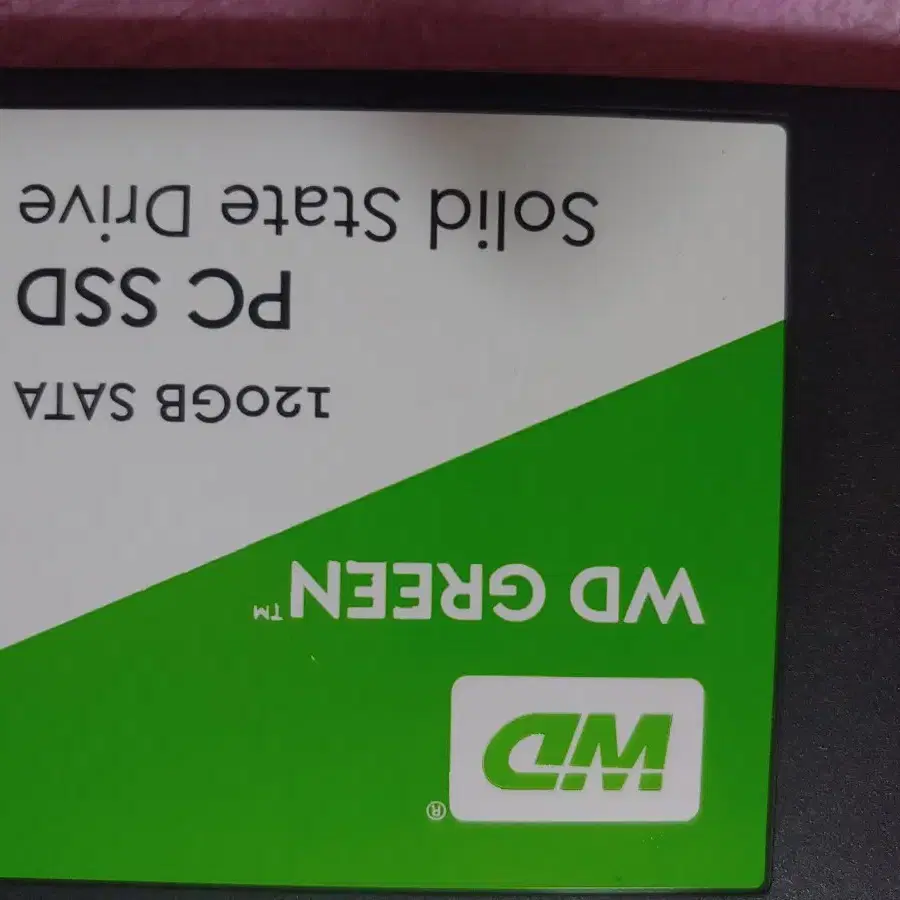 WD ®
WD GREEN™
120GB SATA
PC SSD
Solid State Drive